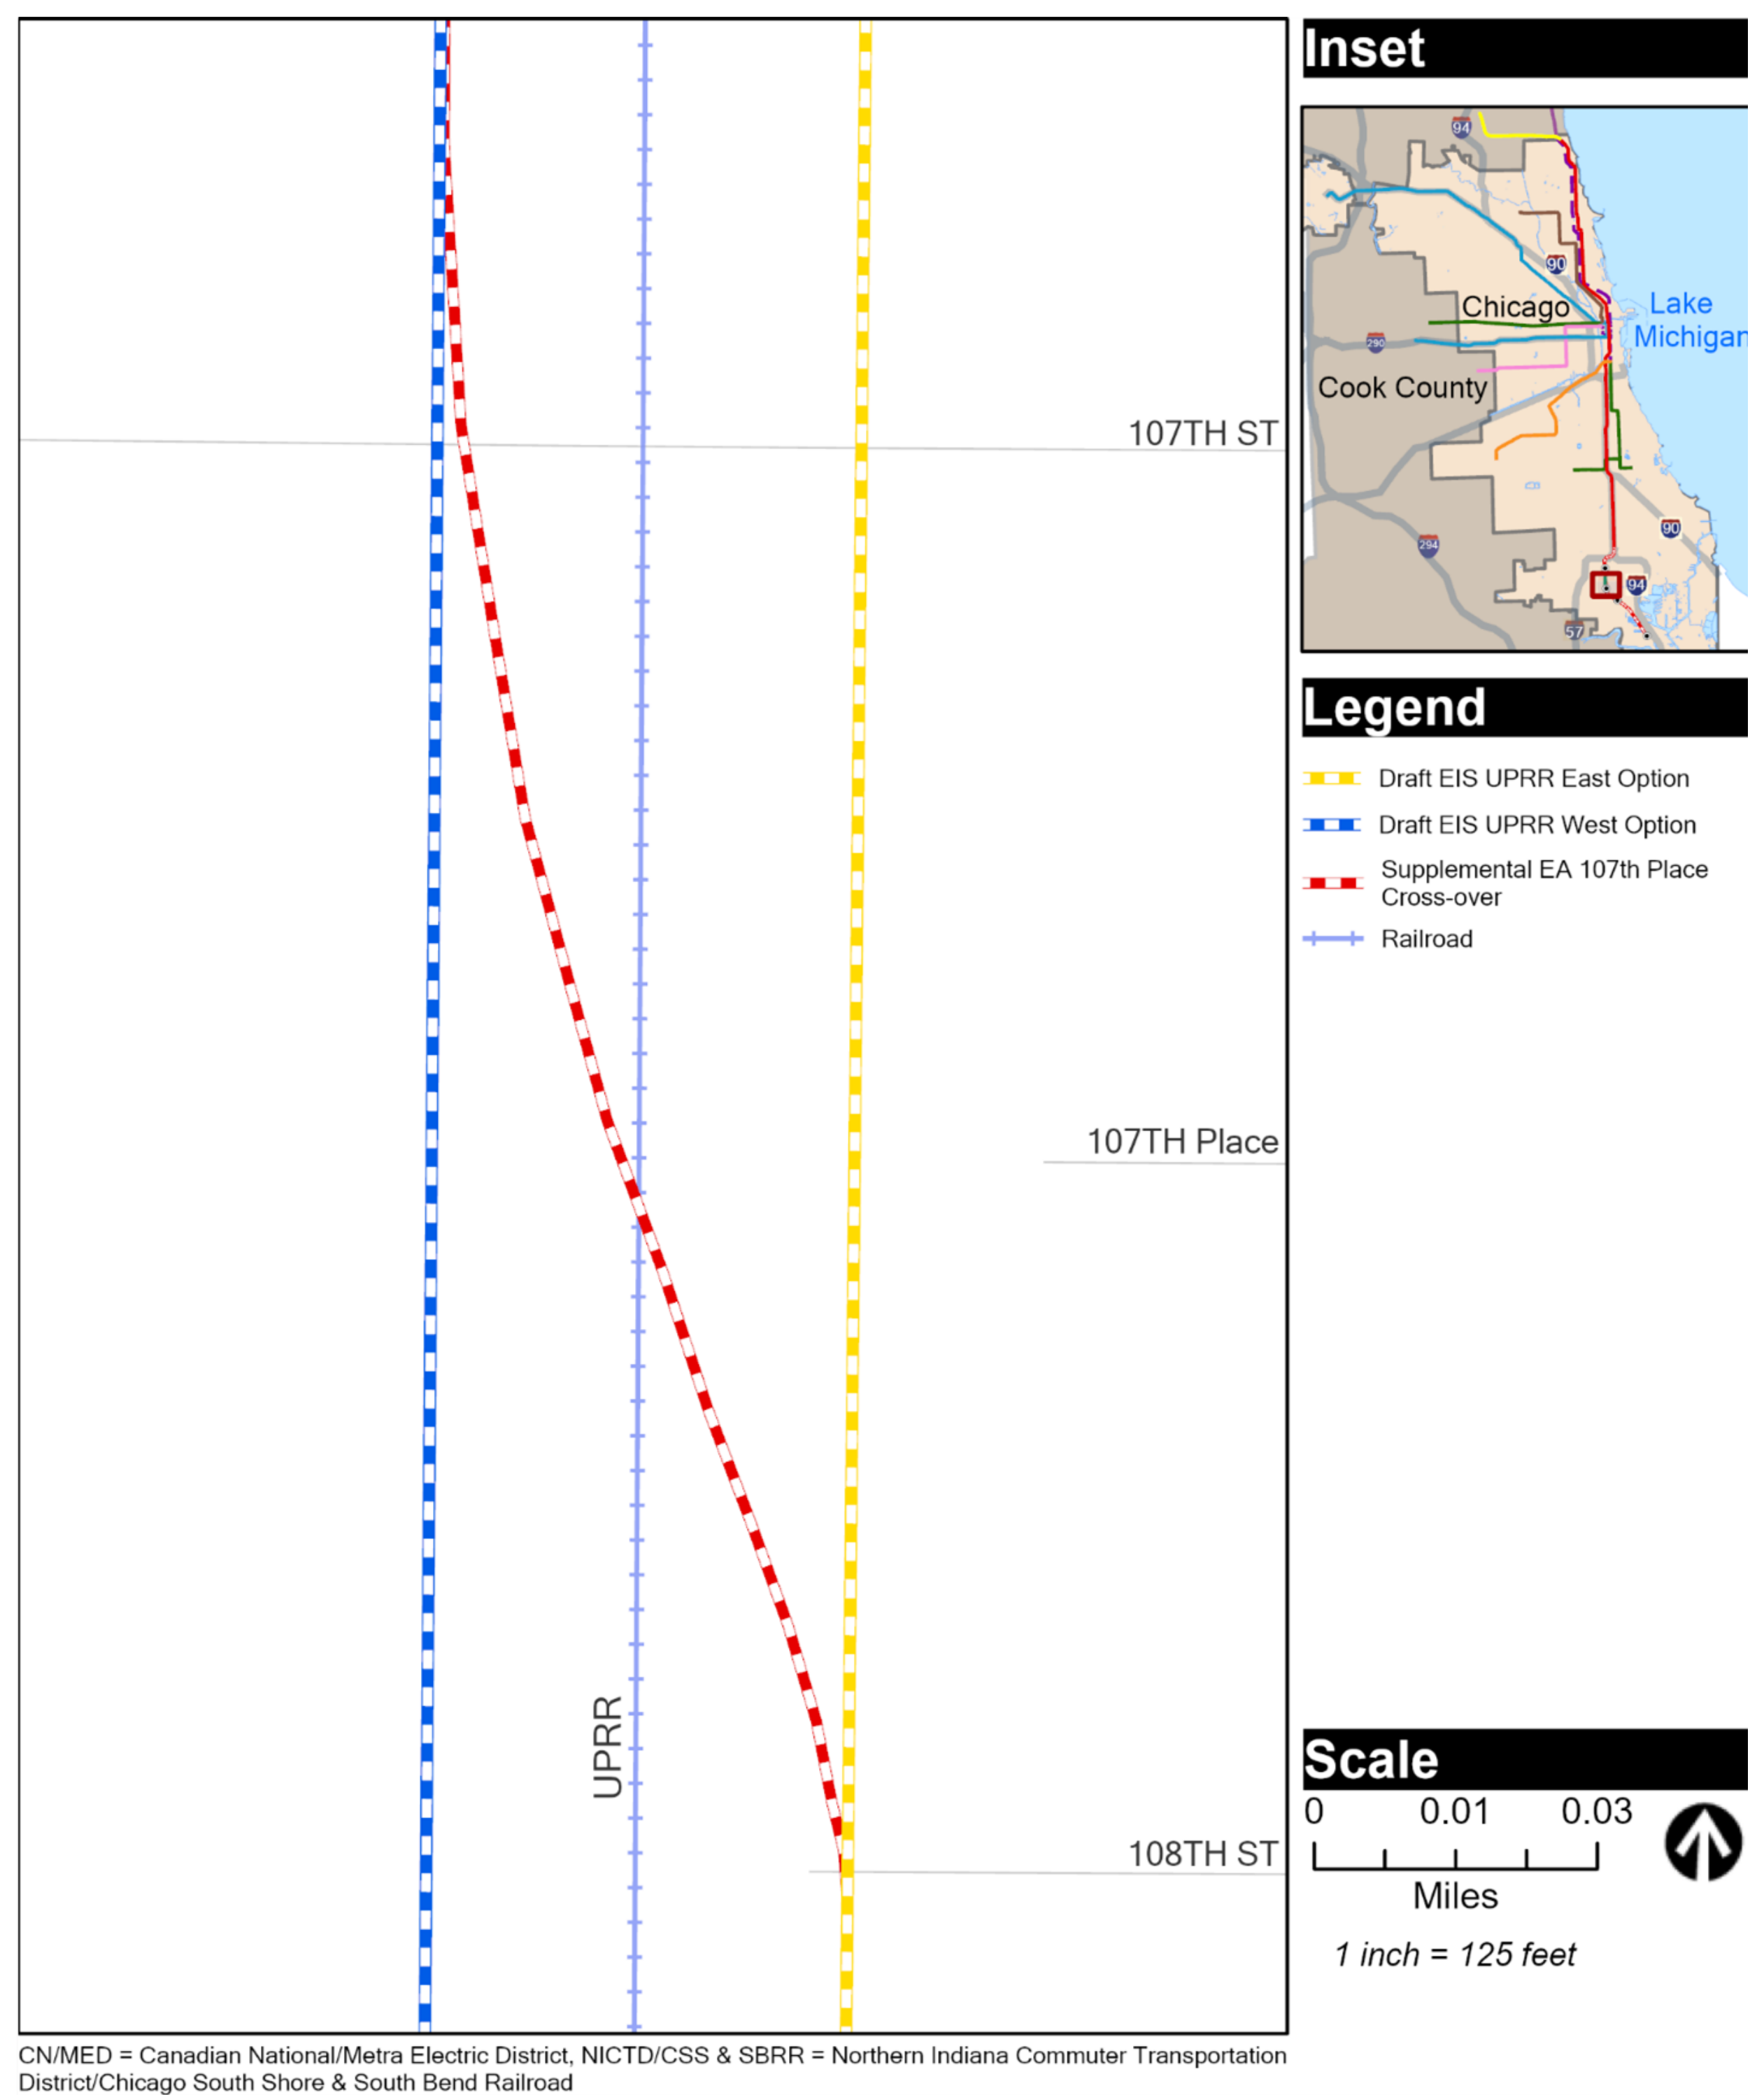 107TH ST
107TH Place
UPRR
108TH ST
CN/MED = Canadian National/Metra Electric District, NICTD/CSS & SBRR = Northern Indiana Commuter Transportation
District/Chicago South Shore & South Bend Railroad
Inset
94
90
Chicago
Lake
Michigan
290
Cook County
90
294
94
57
Legend
Draft EIS UPRR East Option
Draft EIS UPRR West Option
Supplemental EA 107th Place
Cross-over
Railroad
Scale
0 0.01 0.03
Miles
1 inch = 125 feet